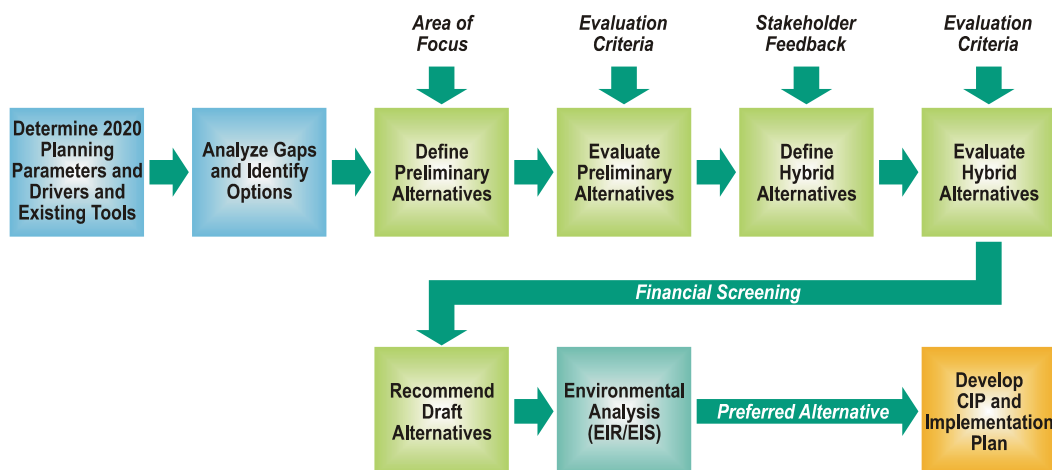 Area of
Focus
Evaluation
Criteria
Stakeholder
Feedback
Evaluation
Criteria
Determine 2020
Planning
Parameters and
Drivers and
Existing Tools
Analyze Gaps
and Identify
Options
Define
Preliminary
Alternatives
Evaluate
Preliminary
Alternatives
Define
Hybrid
Alternatives
Evaluate
Hybrid
Alternatives
Financial Screening
Recommend
Draft
Alternatives
Environmental
Analysis
(EIR/EIS)
Preferred Alternative
Develop
CIP and
Implementation
Plan